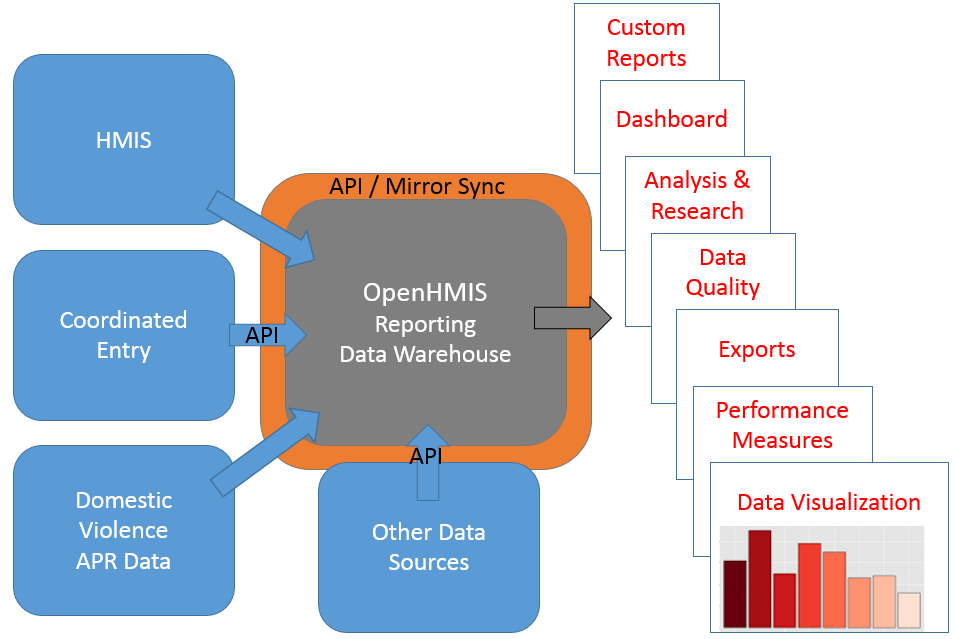 HMIS
Coordinated
Entry
Domestic
Violence
APR Data
API / Mirror Sync
OpenHMIS
Reporting
Data Warehouse
API
API
Other Data
Sources
Custom
Reports
Dashboard
Analysis &
Research
Data
Quality
Exports
Performance
Measures
Data Visualization